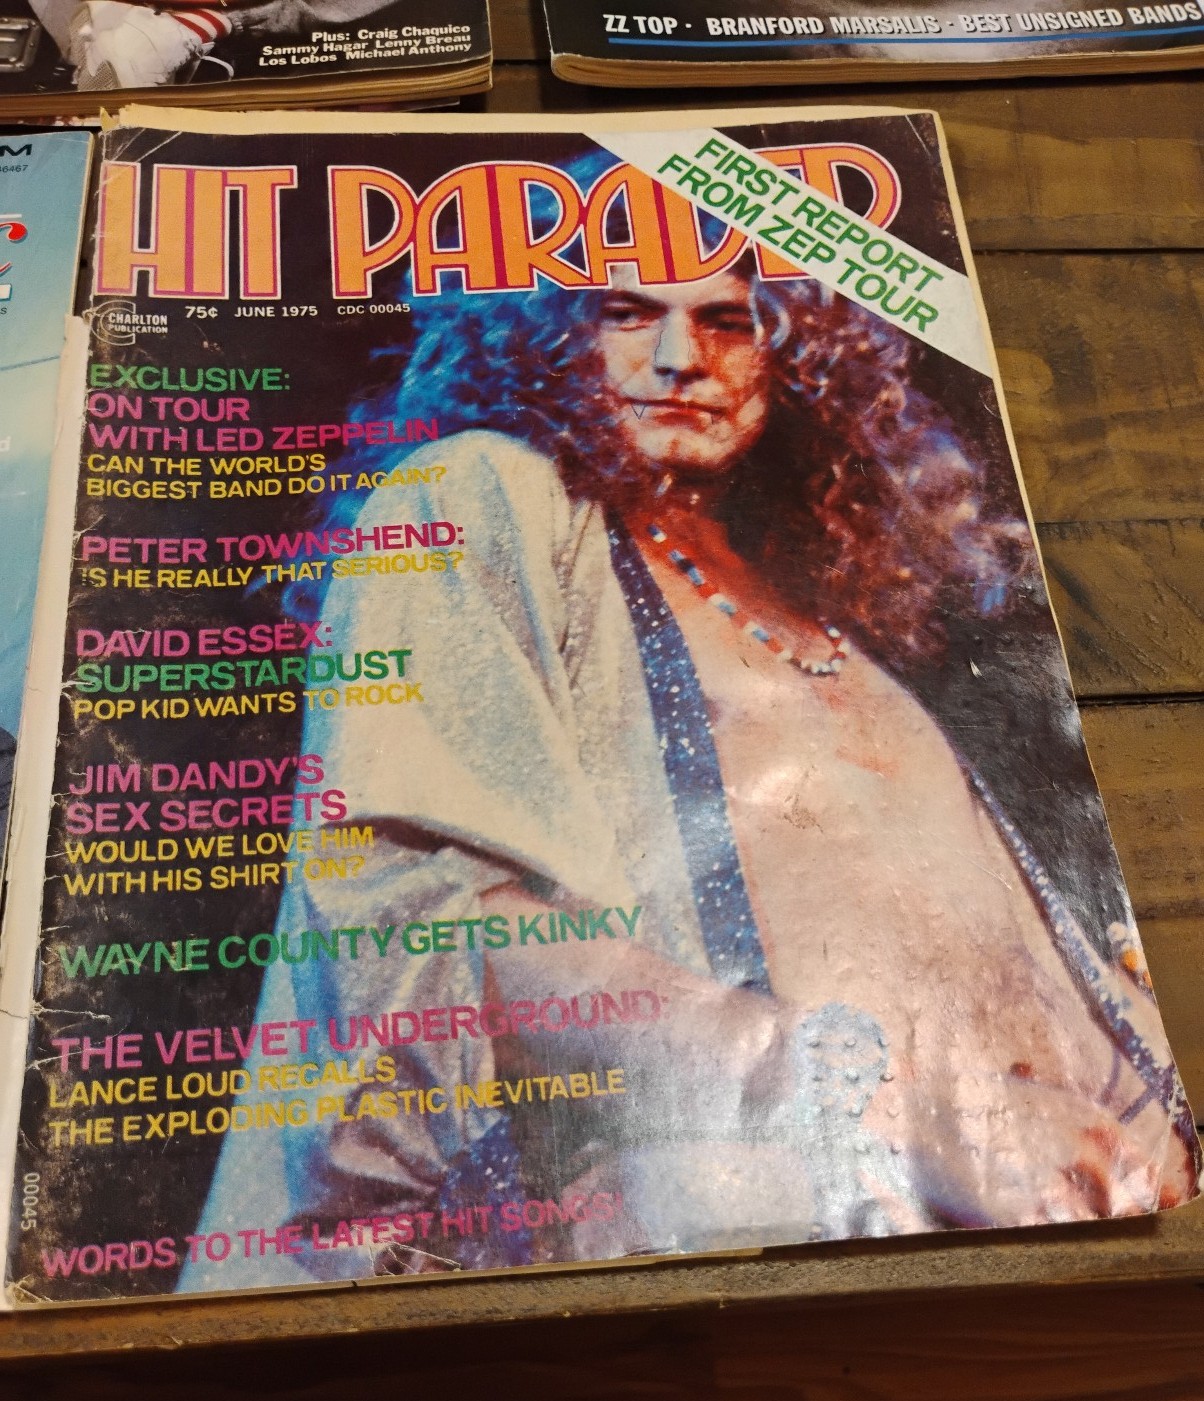 Plus: Craig Chaquico
Sammy Hagar Lenny Breau
Los Lobos Michael Anthony
ZZ TOP · BRANFORD MARSALIS · BEST UNSIGNED BANDS
HIT PARADER
FIRST REPORT
FROM ZEP TOUR
CHARLTON
PUBLICATION
75¢ JUNE 1975 CDC 00045
EXCLUSIVE:
ON TOUR
WITH LED ZEPPELIN
CAN THE WORLD'S
BIGGEST BAND DO IT AGAIN?
PETER TOWNSHEND:
IS HE REALLY THAT SERIOUS?
DAVID ESSEX:
SUPERSTARDUST
POP KID WANTS TO ROCK
JIM DANDY'S
SEX SECRETS
WOULD WE LOVE HIM
WITH HIS SHIRT ON?
WAYNE COUNTY GETS KINKY
THE VELVET UNDERGROUND:
LANCE LOUD RECALLS
THE EXPLODING PLASTIC INEVITABLE
00045
WORDS TO THE LATEST HIT SONGS!